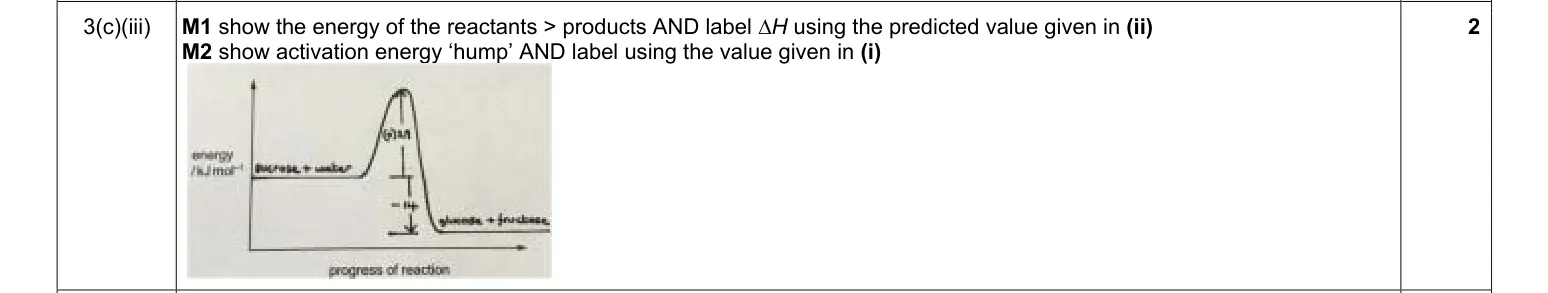 3(c)(iii)
M1 show the energy of the reactants > products AND label ΔH using the predicted value given in (ii)
M2 show activation energy ‘hump’ AND label using the value given in (i)
2
energy
/kJ mol⁻¹
sucrose + water
-14
glucose + fructose
progress of reaction